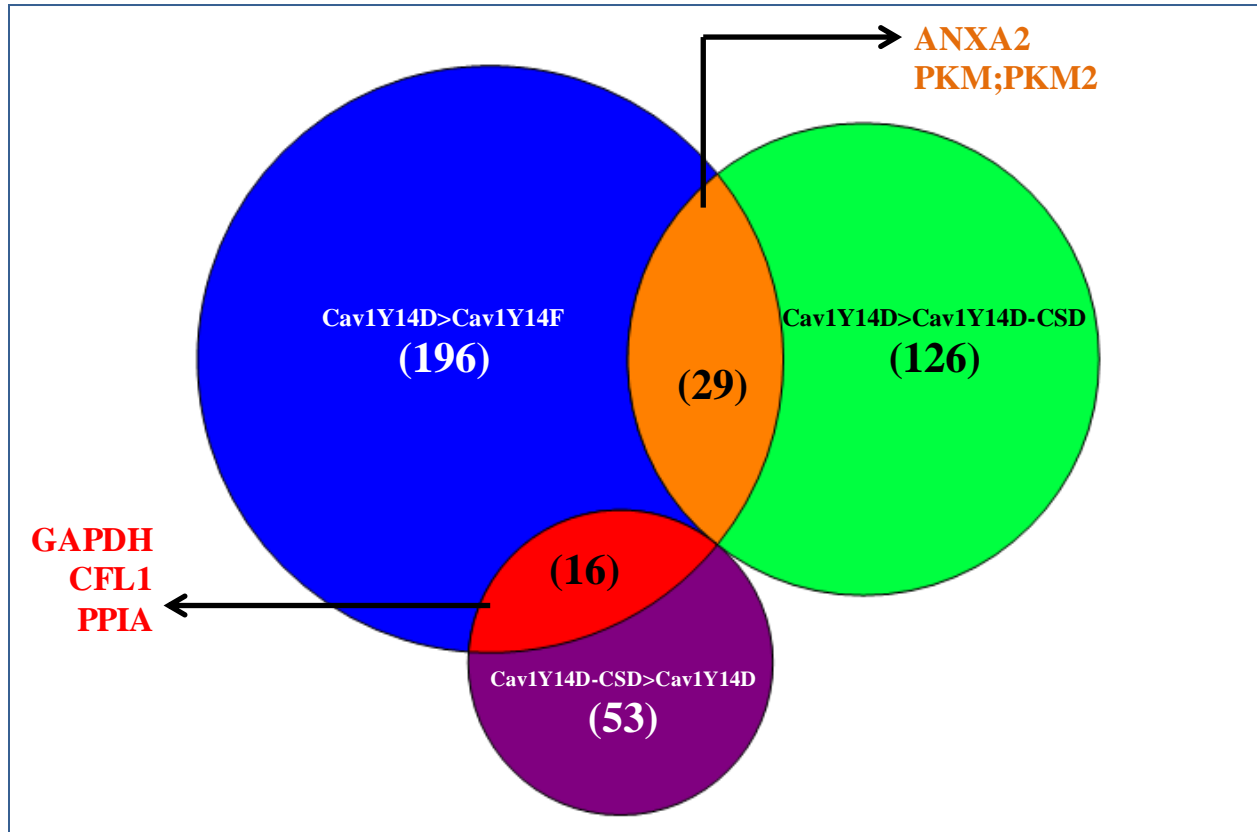 ANXA2
PKM;PKM2
Cav1Y14D>Cav1Y14F
(196)
Cav1Y14D>Cav1Y14D-CSD
(126)
(29)
GAPDH
CFL1
PPIA
(16)
Cav1Y14D-CSD>Cav1Y14D
(53)